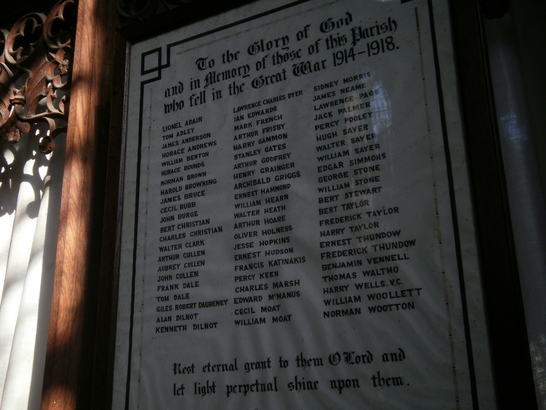 To the Glory of God
and in Memory of those of this Parish
who fell in the Great War 1914–1918.
LIONEL ADAIR
TOM ADLEY
JAMES ANDERSON
HORACE ANDREWS
WILLIAM BENTON
HORACE BOUNDS
NORMAN BROWN
HAROLD BROWNING
JAMES BRUCE
CECIL BUBB
JOHN BURGE
BERT CHRISTIAN
CHARLES CHRISTIAN
WALTER CLARK
ARTHUR CULLEN
AUBREY CULLEN
JOHN CULLEN
FRANK DALE
TOM DALE
GILES ROBERT DAUBENEY
ALAN DILNOT
KENNETH DILNOT
LAWRENCE CHARLES DYER
IAN EDWARDS
MARK FRENCH
ARTHUR FRISBY
HARRY GAMMON
STANLEY GATES
ARTHUR GODFREY
HENRY GRAINGER
ARCHIBALD GRIGGS
ERNEST HAMMOND
WILLIAM HEARN
WALTER HEATH
ARTHUR HOARE
OLIVER HOLNESS
JESSE HOPKINS
ERNEST HUDSON
FRANCIS KATINAKIS
PERCY KEEN
CHARLES MARSH
EDWARD McMANUS
CECIL MOAT
WILLIAM MOAT
SIDNEY MORRIS
JAMES NEAME
LAWRENCE PAGE
JACK PALMER
PERCY POOLEY
HUGH SAYER
WALTER SAYER
WILLIAM SAYER
EDGAR SIMMONS
GEORGE STONE
WILLIAM STONE
BERT STEWART
BERT TAYLOR
FREDERICK TAYLOR
HARRY TAYLOR
ERNEST THUNDOW
FREDERICK THUNDOW
BENJAMIN VENNELL
THOMAS WALTHO
HARRY WELLS. V.C.
WILLIAM WOOLLETT
NORMAN WOOTTON
Rest eternal grant to them O Lord and
let light perpetual shine upon them.